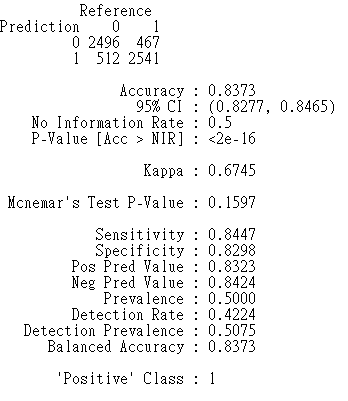 Reference
Prediction 0 1
0 2496 467
1 512 2541
Accuracy : 0.8373
95% CI : (0.8277, 0.8465)
No Information Rate : 0.5
P-Value [Acc > NIR] : <2e-16
Kappa : 0.6745
Mcnemar's Test P-Value : 0.1597
Sensitivity : 0.8447
Specificity : 0.8298
Pos Pred Value : 0.8323
Neg Pred Value : 0.8424
Prevalence : 0.5000
Detection Rate : 0.4224
Detection Prevalence : 0.5075
Balanced Accuracy : 0.8373
'Positive' Class : 1